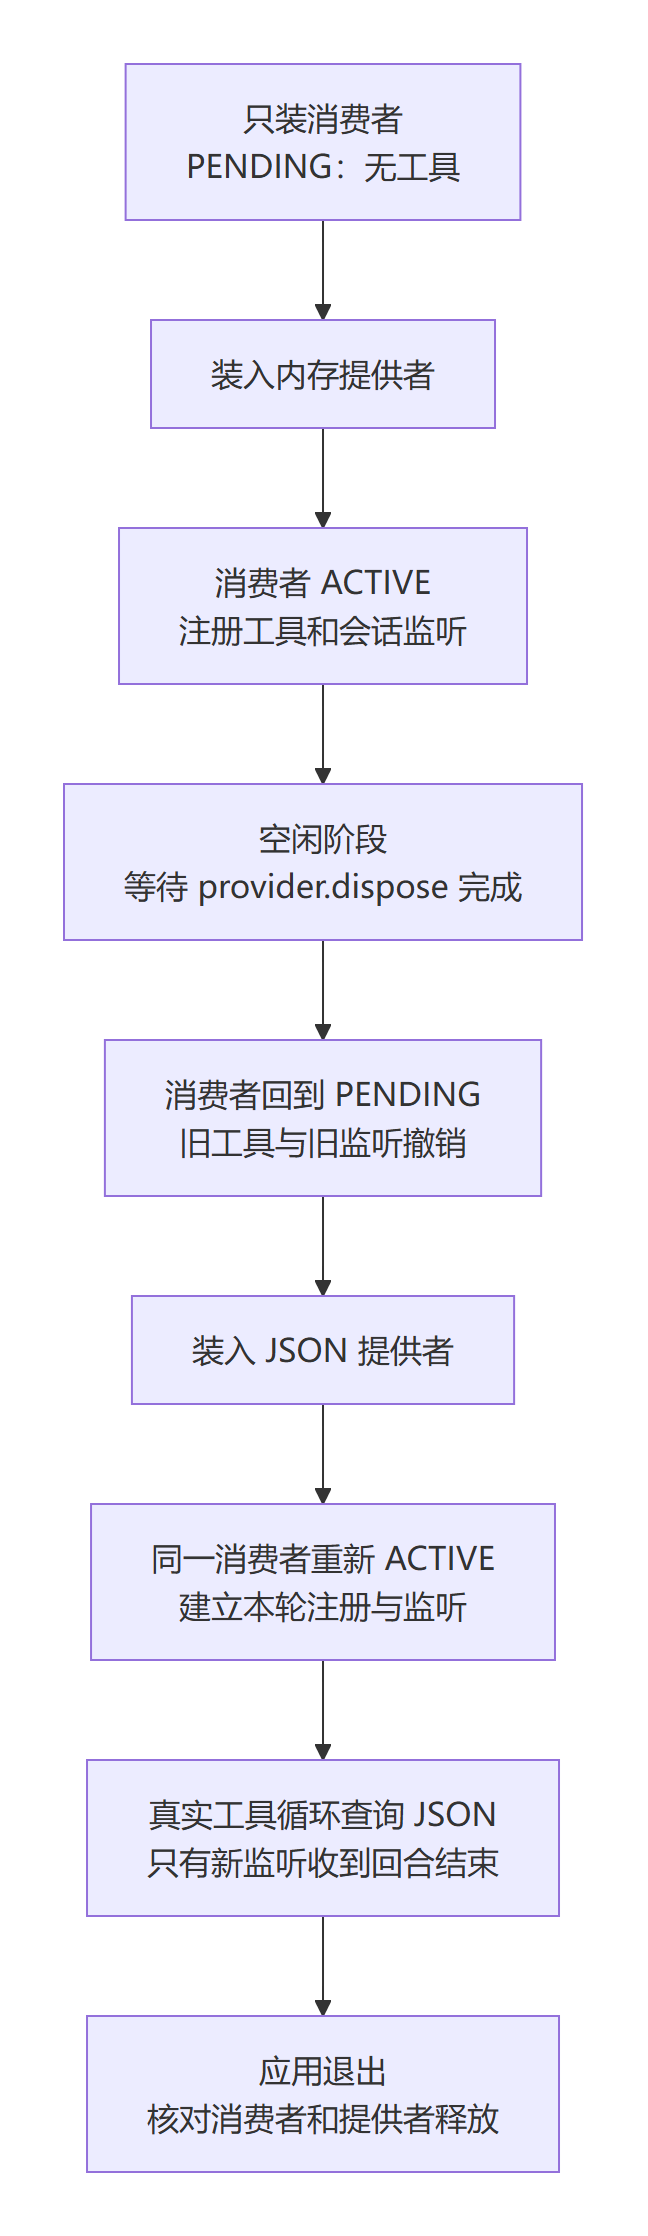 只装消费者
PENDING：无工具
装入内存提供者
消费者 ACTIVE
注册工具和会话监听
空闲阶段
等待 provider.dispose 完成
消费者回到 PENDING
旧工具与旧监听撤销
装入 JSON 提供者
同一消费者重新 ACTIVE
建立本轮注册与监听
真实工具循环查询 JSON
只有新监听收到回合结束
应用退出
核对消费者和提供者释放